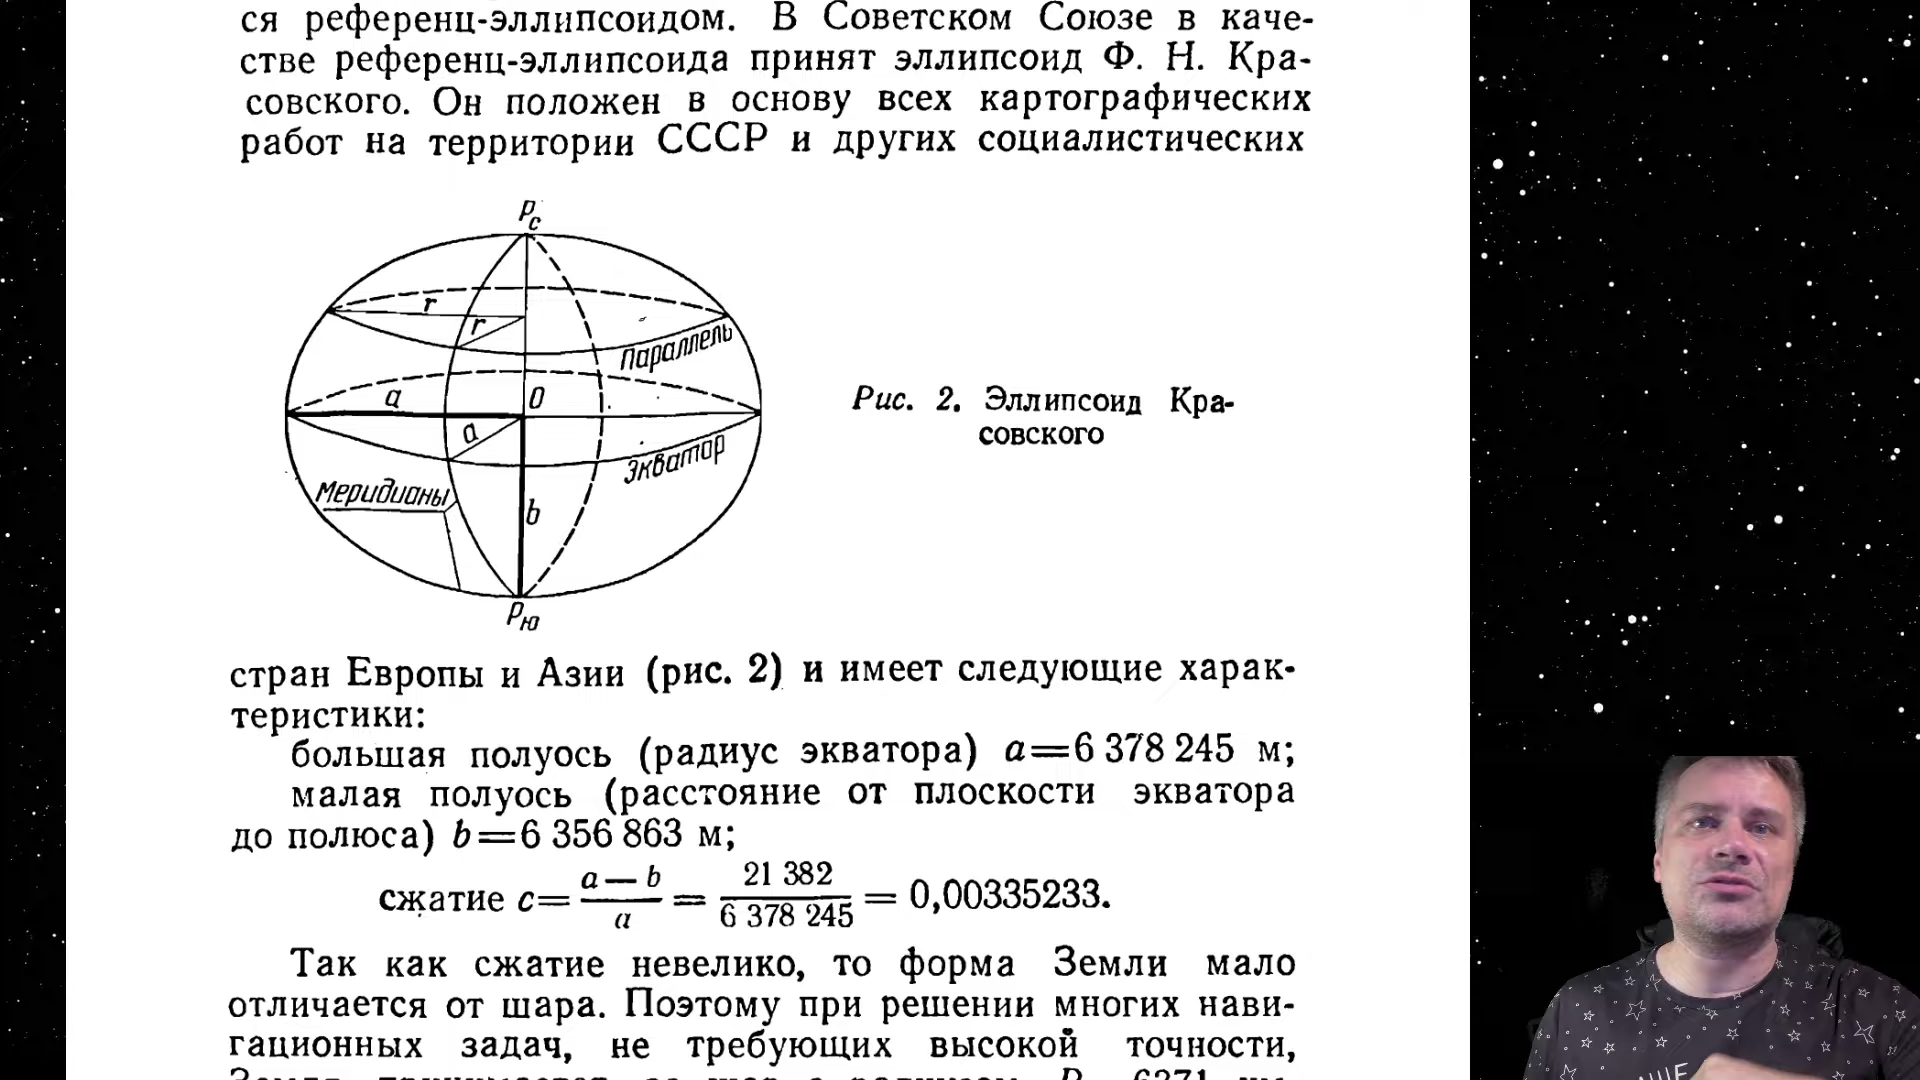 ся референц-эллипсоидом. В Советском Союзе в каче-
стве референц-эллипсоида принят эллипсоид Ф. Н. Кра-
совского. Он положен в основу всех картографических
работ на территории СССР и других социалистических
Pс
r
r
Параллель
a
O
a
Экватор
Меридианы
b
Pю
Рис. 2. Эллипсоид Кра-
совского
стран Европы и Азии (рис. 2) и имеет следующие харак-
теристики:
большая полуось (радиус экватора) a=6 378 245 м;
малая полуось (расстояние от плоскости экватора
до полюса) b=6 356 863 м;
сжатие c= a — b / a = 21 382 / 6 378 245 = 0,00335233.
Так как сжатие невелико, то форма Земли мало
отличается от шара. Поэтому при решении многих нави-
гационных задач, не требующих высокой точности,